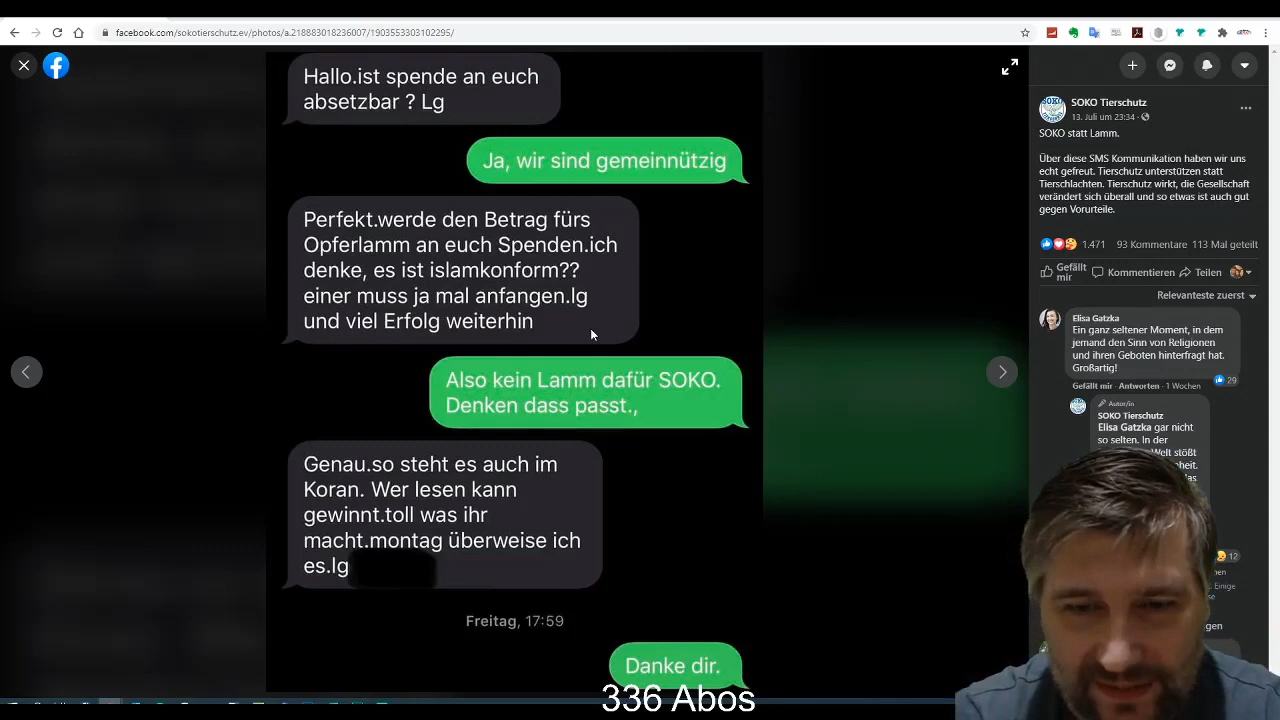 facebook.com/sokotierschutz.ev/photos/a.218883018236007/1903553303102295/
Hallo.ist spende an euch
absetzbar ? Lg
Ja, wir sind gemeinnützig
Perfekt.werde den Betrag fürs
Opferlamm an euch Spenden.ich
denke, es ist islamkonform??
einer muss ja mal anfangen.lg
und viel Erfolg weiterhin
Also kein Lamm dafür SOKO.
Denken dass passt.,
Genau.so steht es auch im
Koran. Wer lesen kann
gewinnt.toll was ihr
macht.montag überweise ich
es.lg
Freitag, 17:59
Danke dir.
336 Abos
SOKO Tierschutz
13. Juli um 23:34
SOKO statt Lamm.
Über diese SMS Kommunikation haben wir uns
echt gefreut. Tierschutz unterstützen statt
Tierschlachten. Tierschutz wirkt, die Gesellschaft
verändert sich überall und so etwas ist auch gut
gegen Vorurteile.
1.471 93 Kommentare 113 Mal geteilt
Gefällt mir Kommentieren Teilen
Relevanteste zuerst
Elisa Gatzka
Ein ganz seltener Moment, in dem
jemand den Sinn von Religionen
und ihren Geboten hinterfragt hat.
Großartig!
29
Gefällt mir · Antworten · 1 Wochen
Autor/in
SOKO Tierschutz
Elisa Gatzka gar nicht
so selten. In der
Welt stößt
12